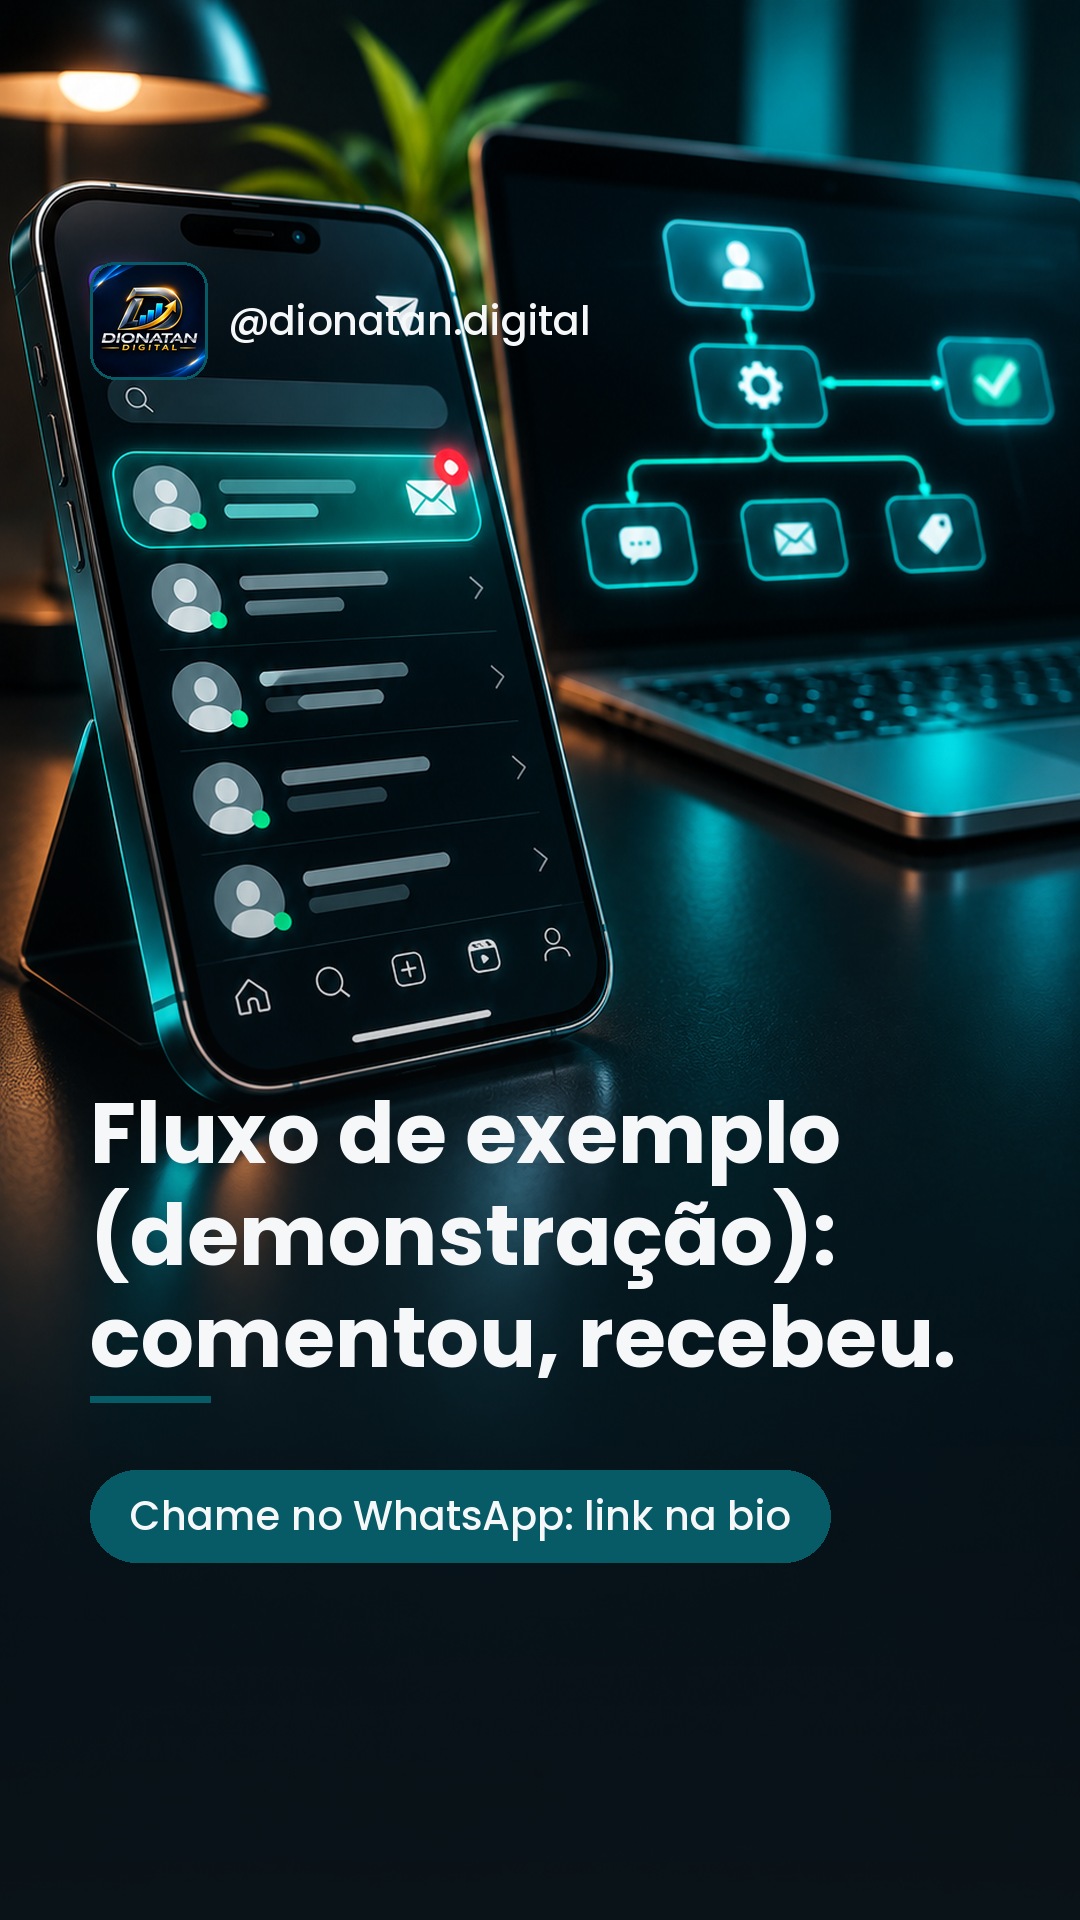 DIONATAN
DIGITAL
@dionatan.digital
Fluxo de exemplo
(demonstração):
comentou, recebeu.
Chame no WhatsApp: link na bio